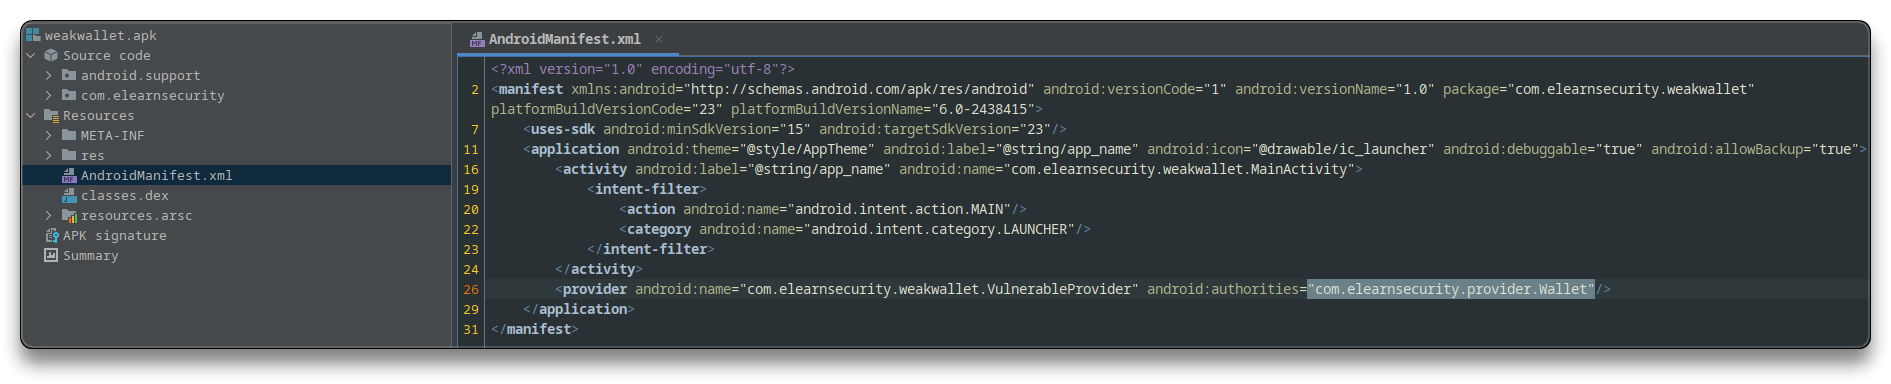 weakwallet.apk
Source code
android.support
com.elearnsecurity
Resources
META-INF
res
AndroidManifest.xml
classes.dex
resources.arsc
APK signature
Summary
AndroidManifest.xml ×
<?xml version="1.0" encoding="utf-8"?>
2 <manifest xmlns:android="http://schemas.android.com/apk/res/android" android:versionCode="1" android:versionName="1.0" package="com.elearnsecurity.weakwallet"
platformBuildVersionCode="23" platformBuildVersionName="6.0-2438415">
7 <uses-sdk android:minSdkVersion="15" android:targetSdkVersion="23"/>
11 <application android:theme="@style/AppTheme" android:label="@string/app_name" android:icon="@drawable/ic_launcher" android:debuggable="true" android:allowBackup="true">
16 <activity android:label="@string/app_name" android:name="com.elearnsecurity.weakwallet.MainActivity">
19 <intent-filter>
20 <action android:name="android.intent.action.MAIN"/>
22 <category android:name="android.intent.category.LAUNCHER"/>
23 </intent-filter>
24 </activity>
26 <provider android:name="com.elearnsecurity.weakwallet.VulnerableProvider" android:authorities="com.elearnsecurity.provider.Wallet"/>
29 </application>
31 </manifest>